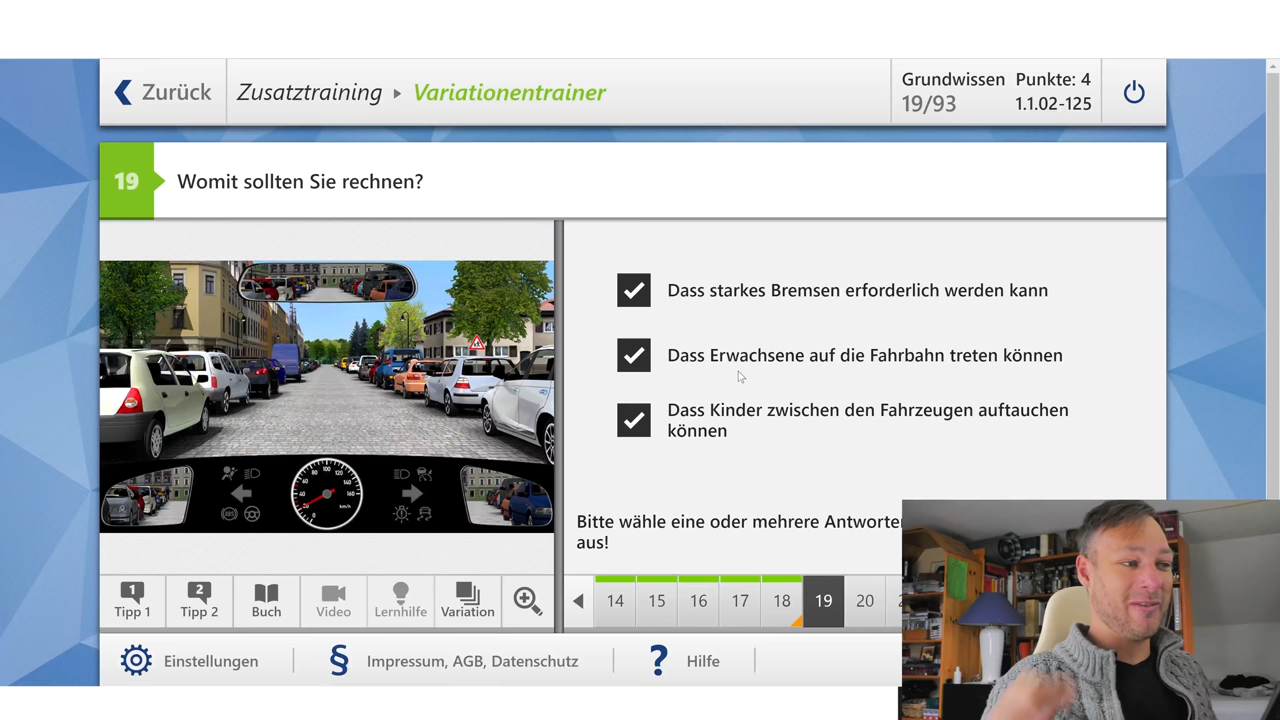 Zurück
Zusatztraining ▸ Variationentrainer
Grundwissen Punkte: 4
19/93 1.1.02-125
19 Womit sollten Sie rechnen?
Dass starkes Bremsen erforderlich werden kann
Dass Erwachsene auf die Fahrbahn treten können
Dass Kinder zwischen den Fahrzeugen auftauchen
können
Bitte wähle eine oder mehrere Antworten
aus!
1 2
Tipp 1 Tipp 2 Buch Video Lernhilfe Variation
14 15 16 17 18 19 20
Einstellungen § Impressum, AGB, Datenschutz ? Hilfe